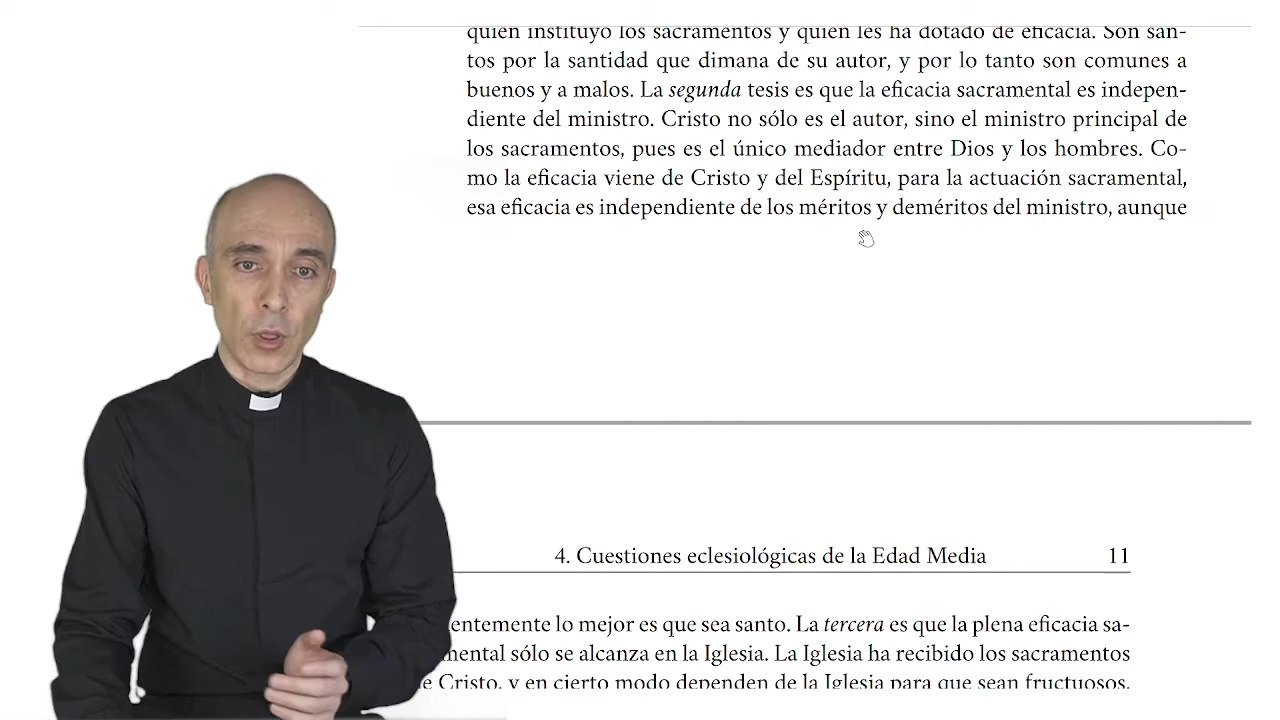 quien instituyó los sacramentos y quien les ha dotado de eficacia. Son san-
tos por la santidad que dimana de su autor, y por lo tanto son comunes a
buenos y a malos. La segunda tesis es que la eficacia sacramental es indepen-
diente del ministro. Cristo no sólo es el autor, sino el ministro principal de
los sacramentos, pues es el único mediador entre Dios y los hombres. Co-
mo la eficacia viene de Cristo y del Espíritu, para la actuación sacramental,
esa eficacia es independiente de los méritos y deméritos del ministro, aunque
4. Cuestiones eclesiológicas de la Edad Media 11
entemente lo mejor es que sea santo. La tercera es que la plena eficacia sa-
mental sólo se alcanza en la Iglesia. La Iglesia ha recibido los sacramentos
e Cristo, y en cierto modo dependen de la Iglesia para que sean fructuosos.